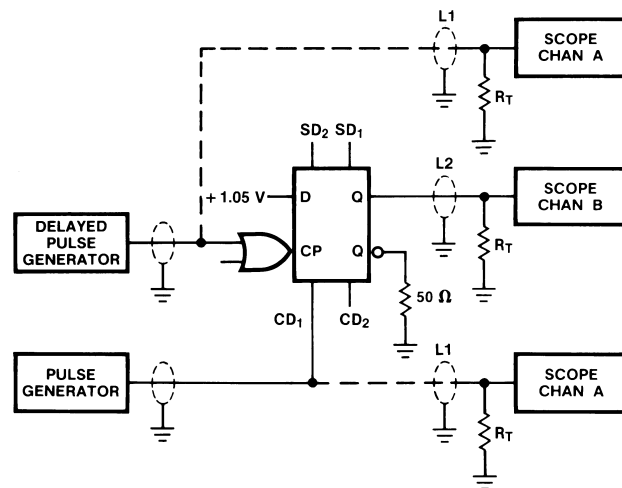 L1
SCOPE
CHAN A
RT
SD2 SD1
L2
+ 1.05 V
D
Q
SCOPE
CHAN B
DELAYED
PULSE
GENERATOR
CP
Q
RT
50 Ω
CD1
CD2
L1
PULSE
GENERATOR
SCOPE
CHAN A
RT